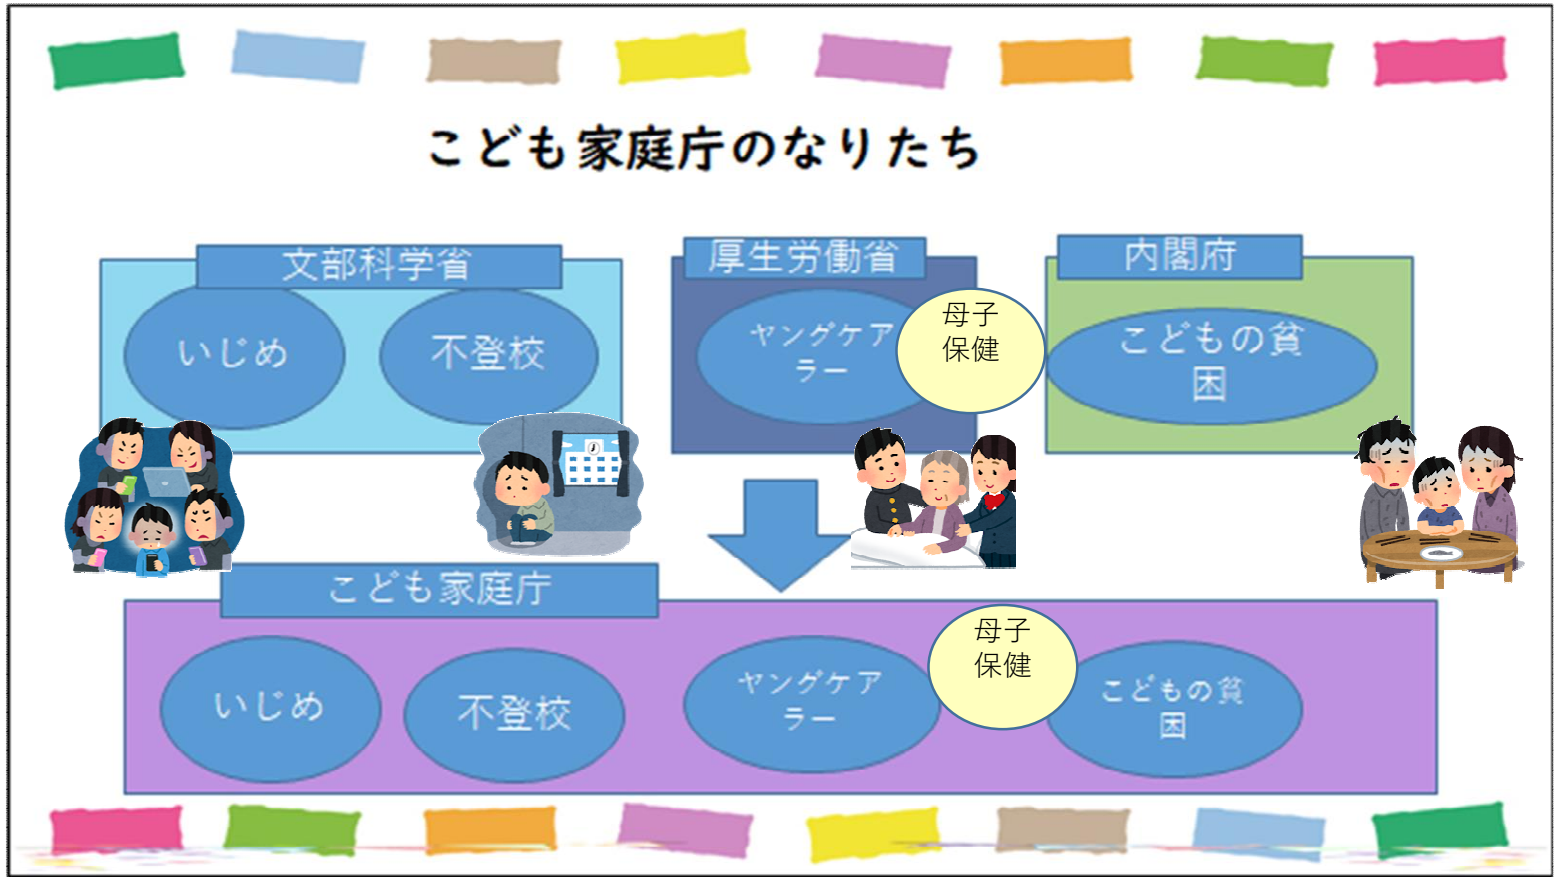 こども家庭庁のなりたち
文部科学省
いじめ
不登校
厚生労働省
ヤングケア
ラー
母子
保健
内閣府
こどもの貧
困
こども家庭庁
いじめ
不登校
ヤングケア
ラー
母子
保健
こどもの貧
困